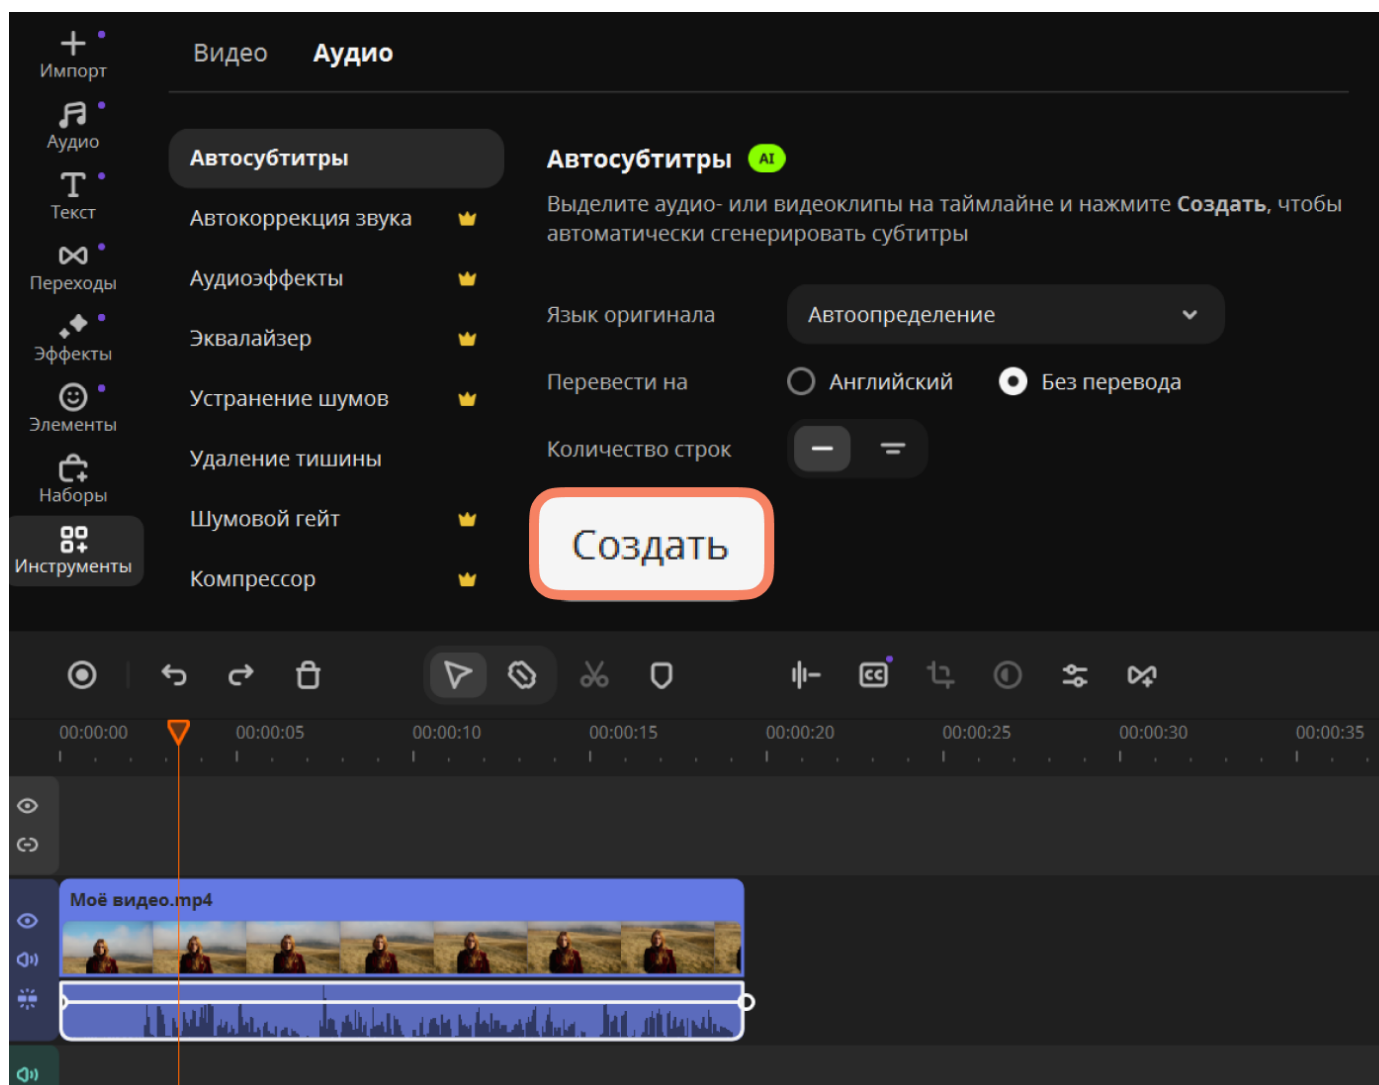 Импорт
Аудио
Текст
Переходы
Эффекты
Элементы
Наборы
Инструменты
Видео Аудио
Автосубтитры
Автокоррекция звука
Аудиоэффекты
Эквалайзер
Устранение шумов
Удаление тишины
Шумовой гейт
Компрессор
Автосубтитры AI
Выделите аудио- или видеоклипы на таймлайне и нажмите Создать, чтобы
автоматически сгенерировать субтитры
Язык оригинала Автоопределение
Перевести на Английский Без перевода
Количество строк
Создать
CC
00:00:00 00:00:05 00:00:10 00:00:15 00:00:20 00:00:25 00:00:30 00:00:35
Моё видео.mp4